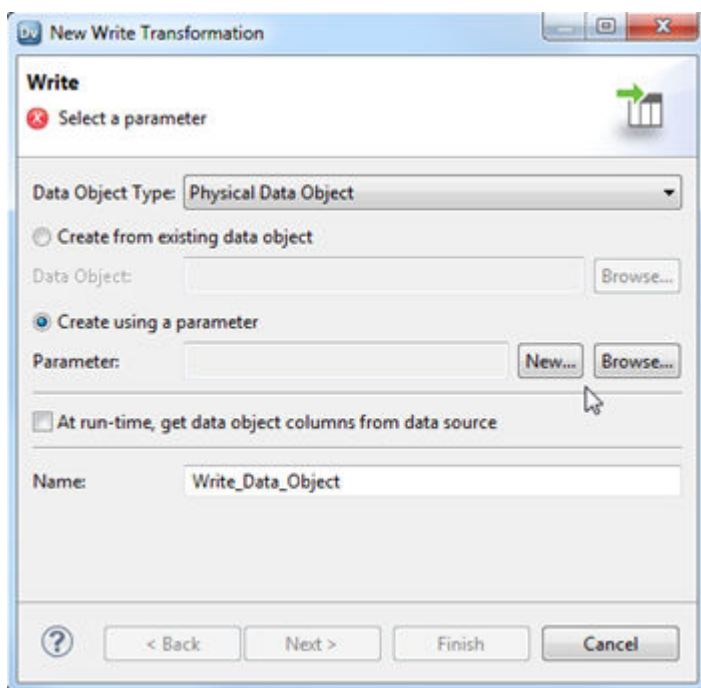 Dv New Write Transformation X
Write
Select a parameter
Data Object Type: Physical Data Object
Create from existing data object
Data Object: Browse...
Create using a parameter
Parameter: New... Browse...
At run-time, get data object columns from data source
Name: Write_Data_Object
? < Back Next > Finish Cancel